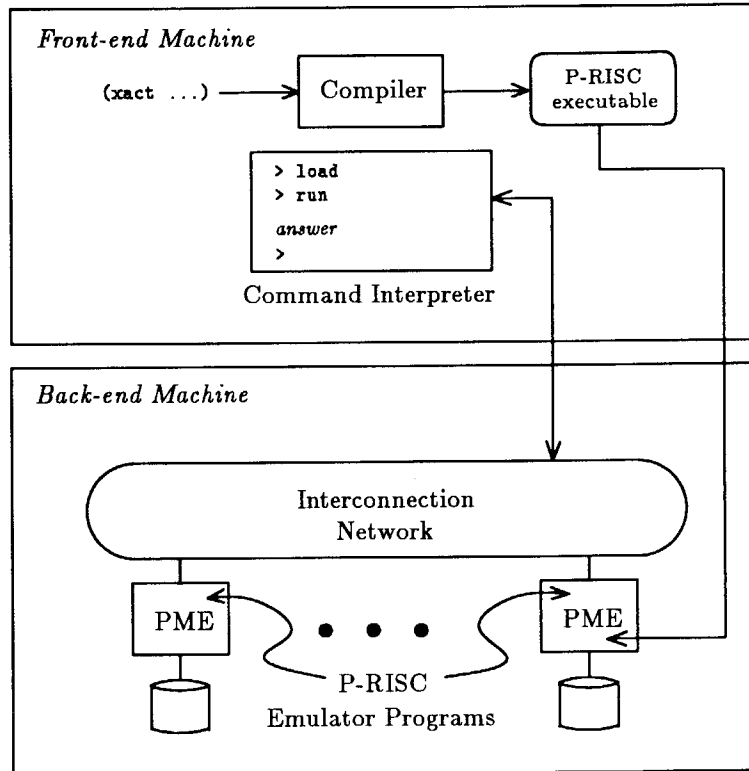 Front-end Machine
(xact ...)
Compiler
P-RISC
executable
> load
> run
answer
>
Command Interpreter
Back-end Machine
Interconnection
Network
PME
PME
P-RISC
Emulator Programs